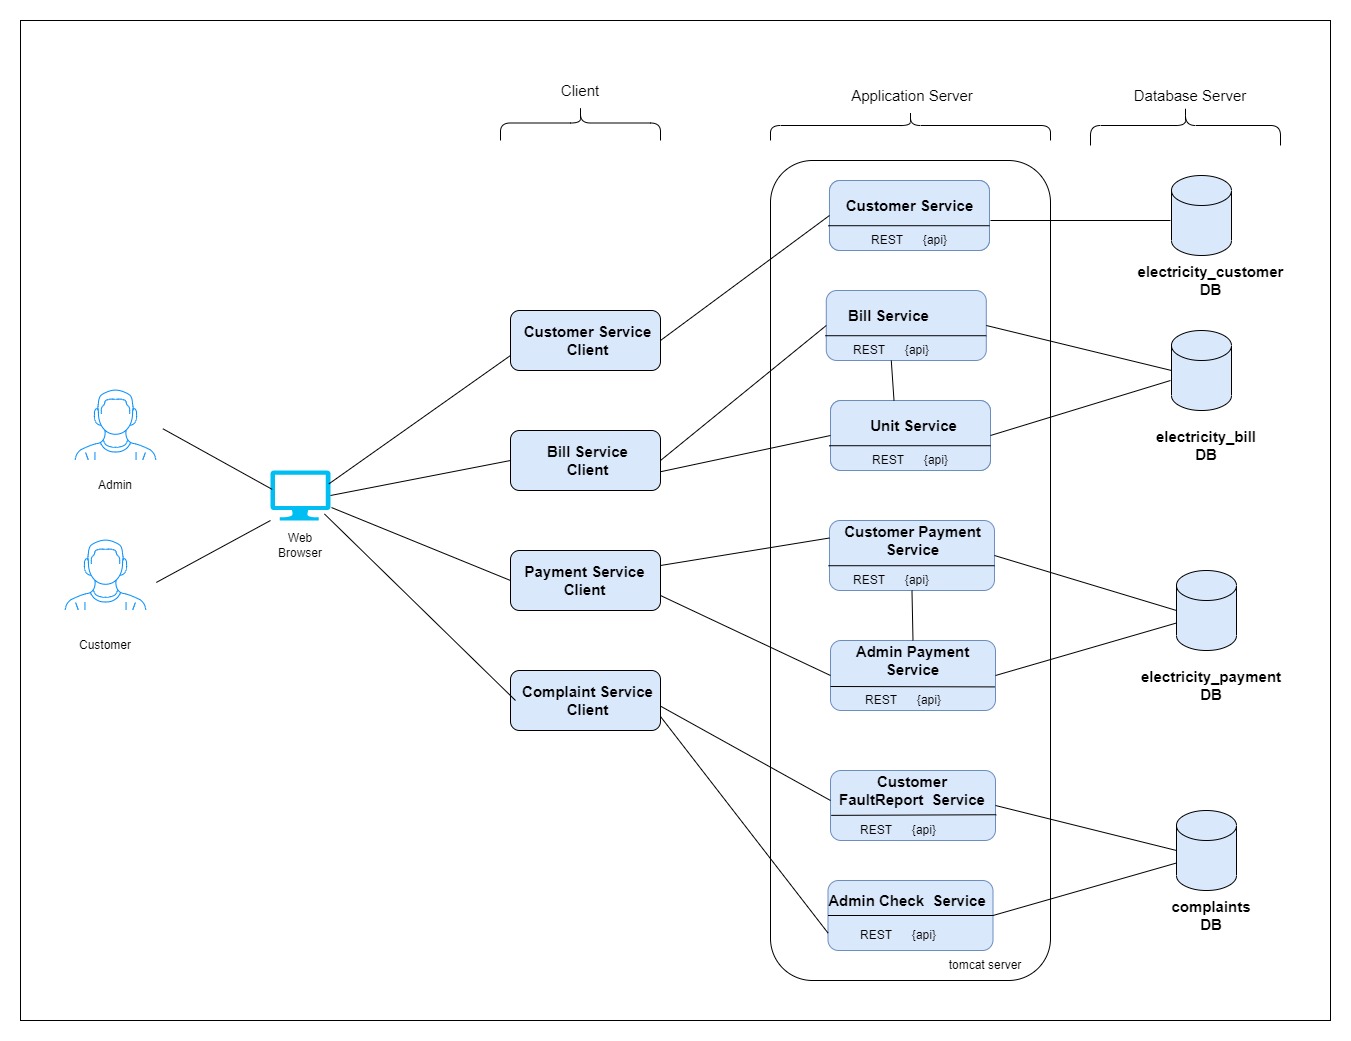 Client
Application Server
Database Server
Customer Service
REST {api}
electricity_customer
DB
Bill Service
REST {api}
Customer Service
Client
electricity_bill
DB
Unit Service
REST {api}
Bill Service
Client
Admin
Web
Browser
Customer Payment
Service
REST {api}
Payment Service
Client
Customer
Admin Payment
Service
REST {api}
electricity_payment
DB
Complaint Service
Client
Customer
FaultReport Service
REST {api}
Admin Check Service
REST {api}
complaints
DB
tomcat server